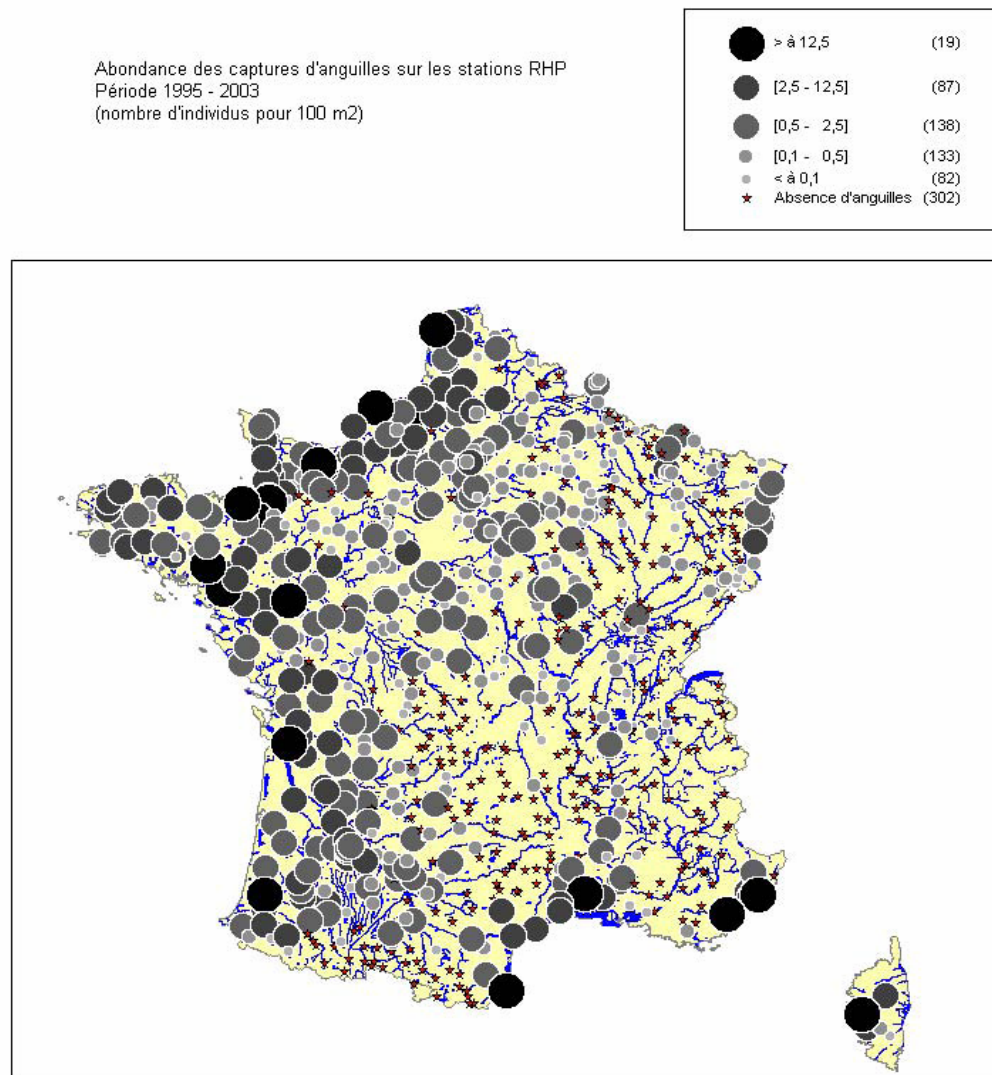 Abondance des captures d'anguilles sur les stations RHP
Période 1995 - 2003
(nombre d'individus pour 100 m2)
> à 12,5 (19)
[2,5 - 12,5] (87)
[0,5 - 2,5] (138)
[0,1 - 0,5] (133)
< à 0,1 (82)
Absence d'anguilles (302)